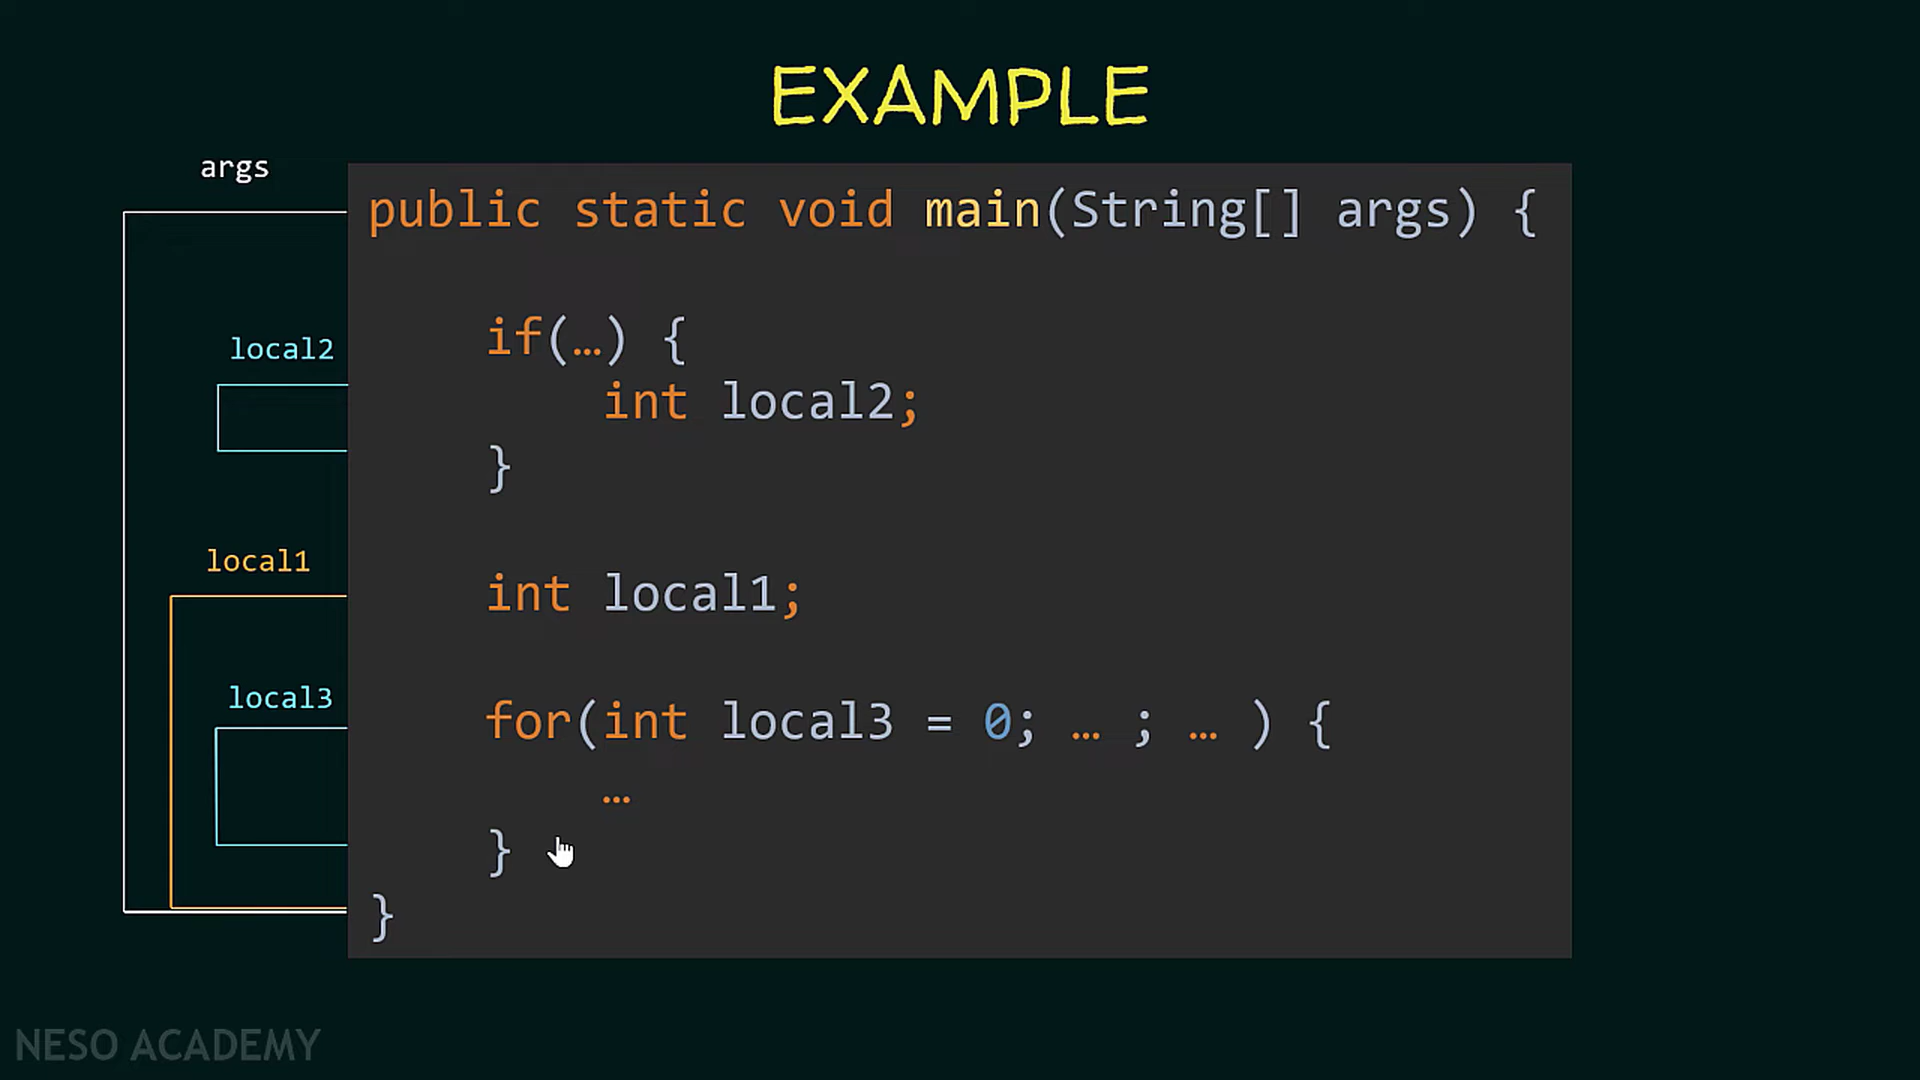 EXAMPLE
args
public static void main(String[] args) {
if(…) {
local2
int local2;
}
local1
int local1;
local3
for(int local3 = 0; … ; … ) {
…
}
}
NESO ACADEMY